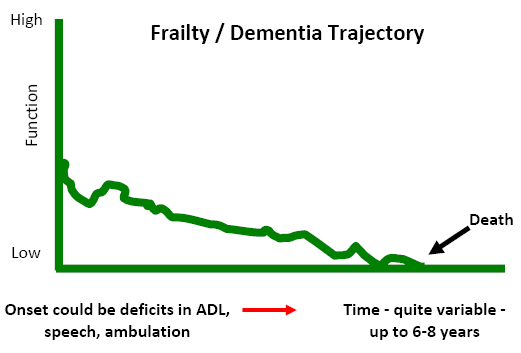 High
Frailty / Dementia Trajectory
Function
Low
Death
Onset could be deficits in ADL,
speech, ambulation
Time - quite variable -
up to 6-8 years